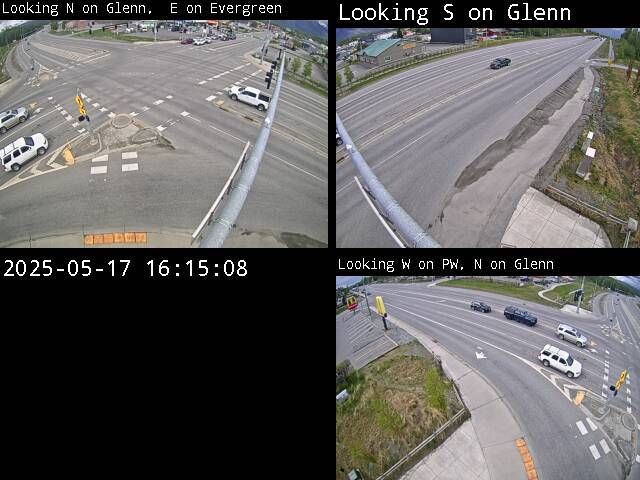 Looking N on Glenn,  E on Evergreen
Looking S on Glenn
2025-05-17 16:15:08
Looking W on PW, N on Glenn